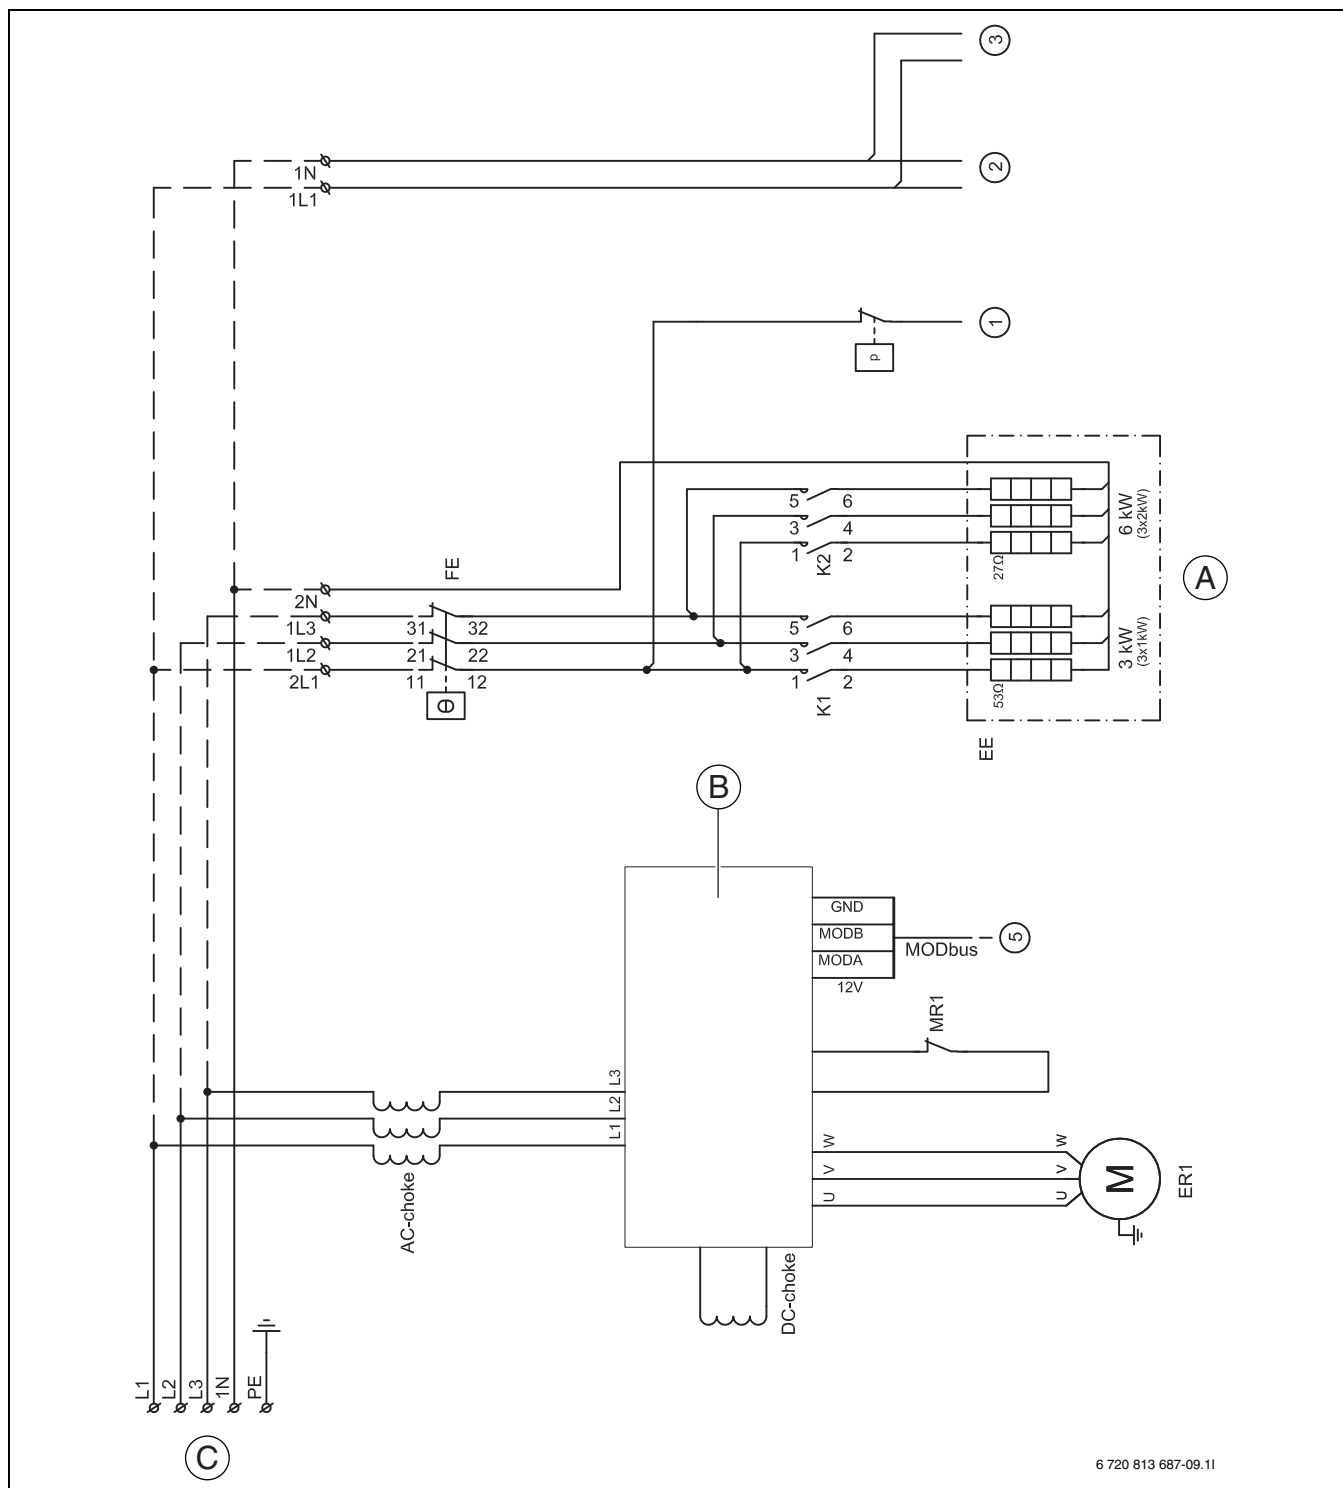 3
1N
2
1L1
1
p
5 6
3 4
1 2
K2
27Ω
6 kW
(3x2kW)
A
FE
2N
1L3 31 32
1L2 21 22
2L1 11 12
Θ
5 6
3 4
1 2
K1
53Ω
3 kW
(3x1kW)
EE
B
GND
MODB
MODA
12V
MODbus
5
MR1
L3
L2
L1
AC-choke
W W
V V
U U
M
ER1
DC-choke
L1
L2
L3
1N
PE
C
6 720 813 687-09.1I